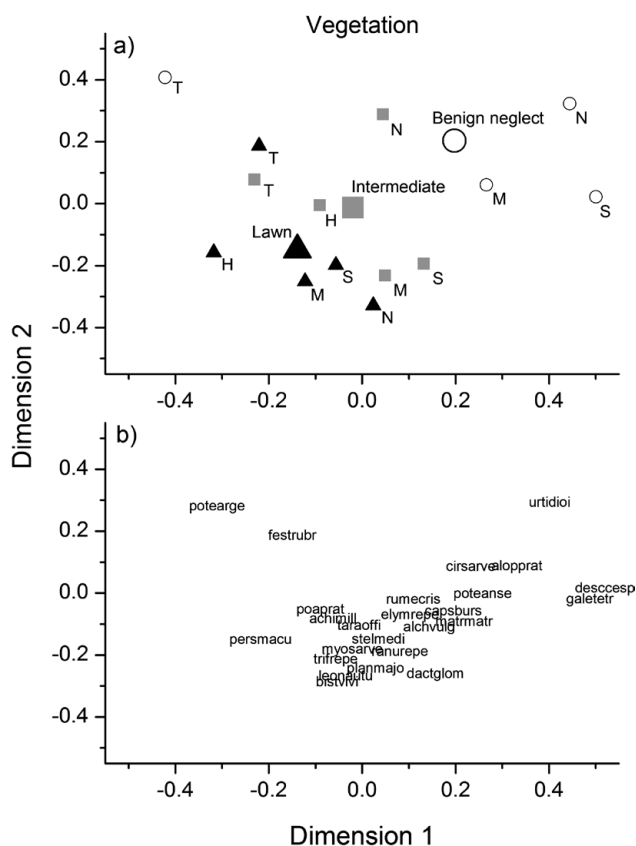 Vegetation
a)
0.4
0.2
0.0
-0.2
-0.4
T
N
Benign neglect
N
T
T
Intermediate
M
S
H
Lawn
H
S
S
M
M
N
-0.4
-0.2
0.0
0.2
0.4
Dimension 2
b)
0.4
0.2
0.0
-0.2
-0.4
potearge
urtidioi
festrubr
cirsarve
alopprat
desccesp
poteanse
galetetr
rumecris
poaprat
capsburs
elymrepe
achimill
matrmatr
taraoffi
alchvulg
persmacu
stelmedi
myosarve
ranurepe
trifrepe
planmajo
dactglom
leonautu
bistvivi
-0.4
-0.2
0.0
0.2
0.4
Dimension 1